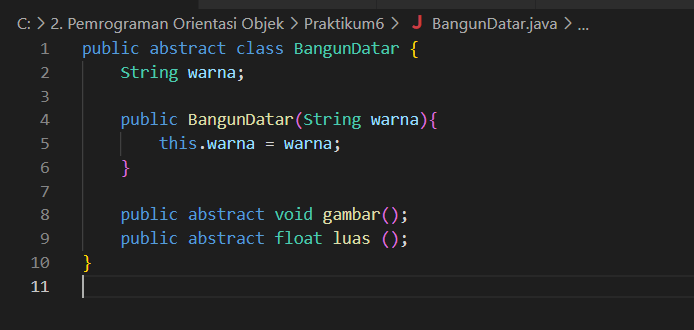 C: > 2. Pemrograman Orientasi Objek > Praktikum6 > J BangunDatar.java > ...
1 public abstract class BangunDatar {
2     String warna;
3
4     public BangunDatar(String warna){
5         this.warna = warna;
6     }
7
8     public abstract void gambar();
9     public abstract float luas ();
10 }
11